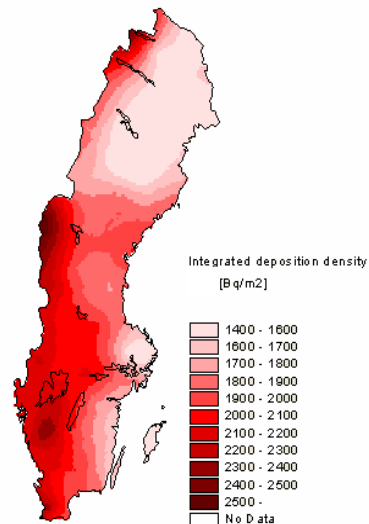 Integrated deposition density
[Bq/m2]
1400 - 1600
1600 - 1700
1700 - 1800
1800 - 1900
1900 - 2000
2000 - 2100
2100 - 2200
2200 - 2300
2300 - 2400
2400 - 2500
2500 -
No Data